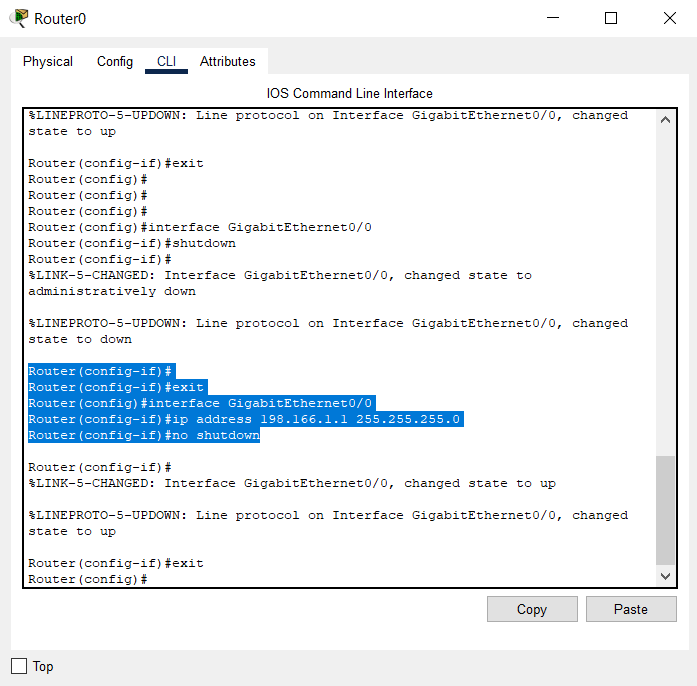 Router0
Physical Config CLI Attributes
IOS Command Line Interface
%LINEPROTO-5-UPDOWN: Line protocol on Interface GigabitEthernet0/0, changed
state to up
Router(config-if)#exit
Router(config)#
Router(config)#
Router(config)#
Router(config)#interface GigabitEthernet0/0
Router(config-if)#shutdown
Router(config-if)#
%LINK-5-CHANGED: Interface GigabitEthernet0/0, changed state to
administratively down
%LINEPROTO-5-UPDOWN: Line protocol on Interface GigabitEthernet0/0, changed
state to down
Router(config-if)#
Router(config-if)#exit
Router(config)#interface GigabitEthernet0/0
Router(config-if)#ip address 198.166.1.1 255.255.255.0
Router(config-if)#no shutdown
Router(config-if)#
%LINK-5-CHANGED: Interface GigabitEthernet0/0, changed state to up
%LINEPROTO-5-UPDOWN: Line protocol on Interface GigabitEthernet0/0, changed
state to up
Router(config-if)#exit
Router(config)#
Copy Paste
Top